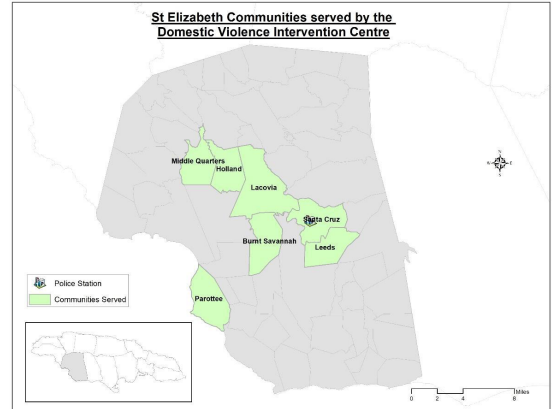 St Elizabeth Communities served by the
Domestic Violence Intervention Centre
Middle Quarters
Holland
Lacovia
Santa Cruz
Burnt Savannah
Leeds
Parottee
Police Station
Communities Served
N
W
E
S
0 2 4 8
Miles